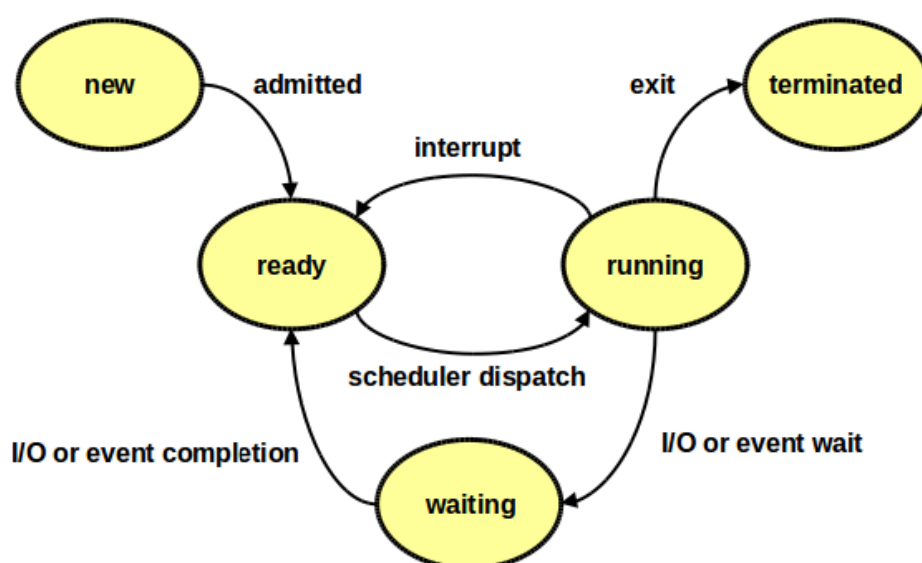 new
admitted
exit
terminated
interrupt
ready
running
scheduler dispatch
I/O or event completion
I/O or event wait
waiting